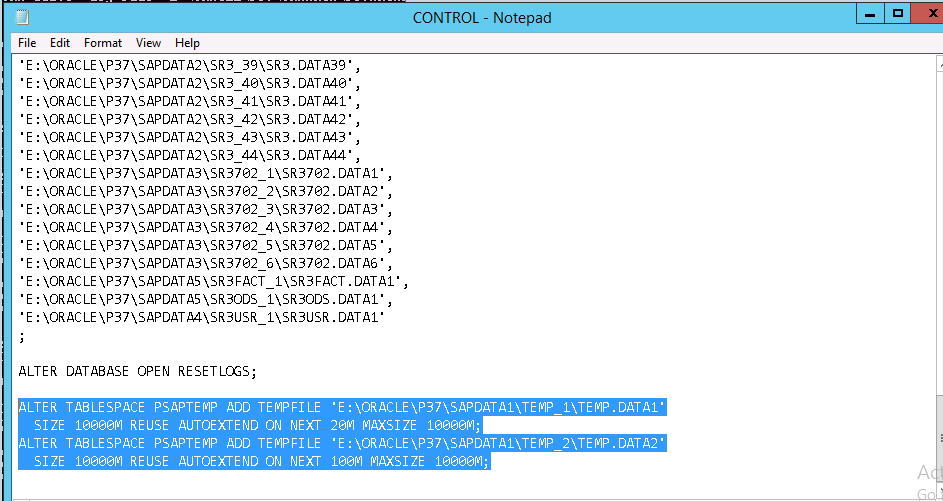 CONTROL - Notepad
File Edit Format View Help
'E:\ORACLE\P37\SAPDATA2\SR3_39\SR3.DATA39',
'E:\ORACLE\P37\SAPDATA2\SR3_40\SR3.DATA40',
'E:\ORACLE\P37\SAPDATA2\SR3_41\SR3.DATA41',
'E:\ORACLE\P37\SAPDATA2\SR3_42\SR3.DATA42',
'E:\ORACLE\P37\SAPDATA2\SR3_43\SR3.DATA43',
'E:\ORACLE\P37\SAPDATA2\SR3_44\SR3.DATA44',
'E:\ORACLE\P37\SAPDATA3\SR3702_1\SR3702.DATA1',
'E:\ORACLE\P37\SAPDATA3\SR3702_2\SR3702.DATA2',
'E:\ORACLE\P37\SAPDATA3\SR3702_3\SR3702.DATA3',
'E:\ORACLE\P37\SAPDATA3\SR3702_4\SR3702.DATA4',
'E:\ORACLE\P37\SAPDATA3\SR3702_5\SR3702.DATA5',
'E:\ORACLE\P37\SAPDATA3\SR3702_6\SR3702.DATA6',
'E:\ORACLE\P37\SAPDATA5\SR3FACT_1\SR3FACT.DATA1',
'E:\ORACLE\P37\SAPDATA5\SR3ODS_1\SR3ODS.DATA1',
'E:\ORACLE\P37\SAPDATA4\SR3USR_1\SR3USR.DATA1'
;
ALTER DATABASE OPEN RESETLOGS;
ALTER TABLESPACE PSAPTEMP ADD TEMPFILE 'E:\ORACLE\P37\SAPDATA1\TEMP_1\TEMP.DATA1'
SIZE 10000M REUSE AUTOEXTEND ON NEXT 20M MAXSIZE 10000M;
ALTER TABLESPACE PSAPTEMP ADD TEMPFILE 'E:\ORACLE\P37\SAPDATA1\TEMP_2\TEMP.DATA2'
SIZE 10000M REUSE AUTOEXTEND ON NEXT 100M MAXSIZE 10000M;